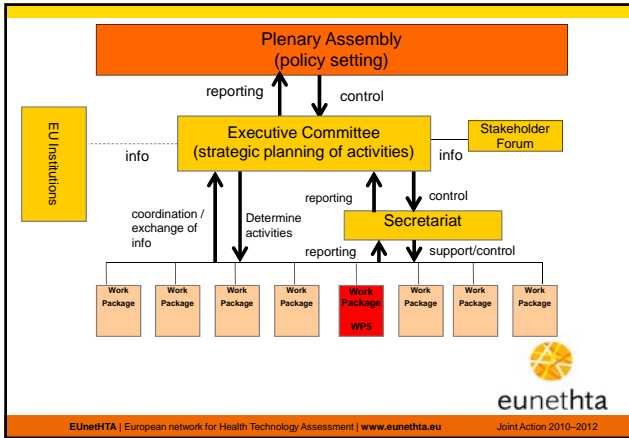 Plenary Assembly
(policy setting)
reporting
control
EU Institutions
info
Executive Committee
(strategic planning of activities)
info
Stakeholder
Forum
coordination /
exchange of
info
Determine
activities
reporting
control
Secretariat
reporting
support/control
Work
Package
Work
Package
Work
Package
Work
Package
Work
Package
WP5
Work
Package
Work
Package
Work
Package
eunethta
EUnetHTA | European network for Health Technology Assessment | www.eunethta.eu
Joint Action 2010–2012